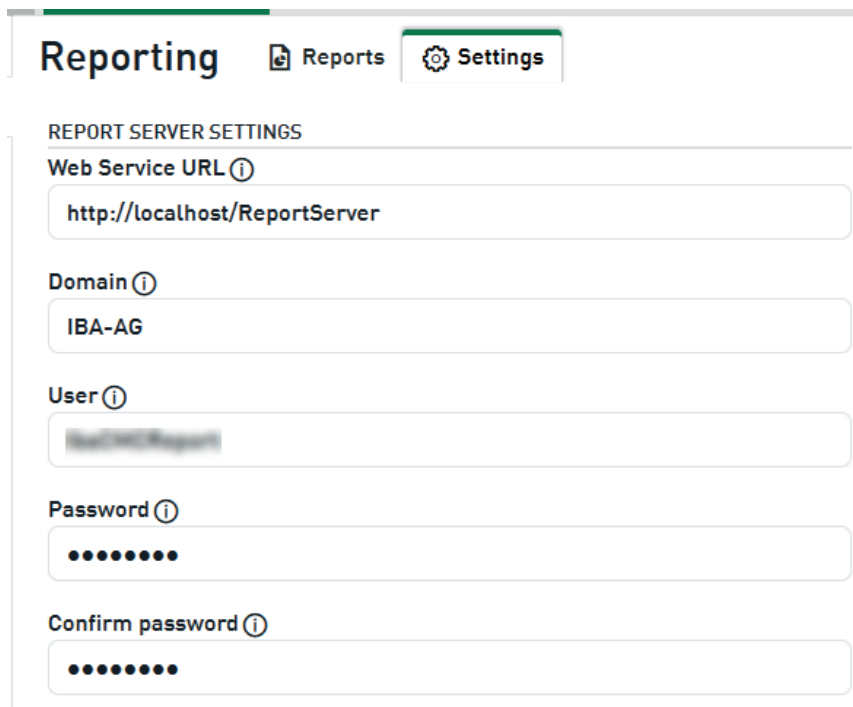 Reporting Reports Settings
REPORT SERVER SETTINGS
Web Service URL
http://localhost/ReportServer
Domain
IBA-AG
User
Password
●●●●●●●●
Confirm password
●●●●●●●●